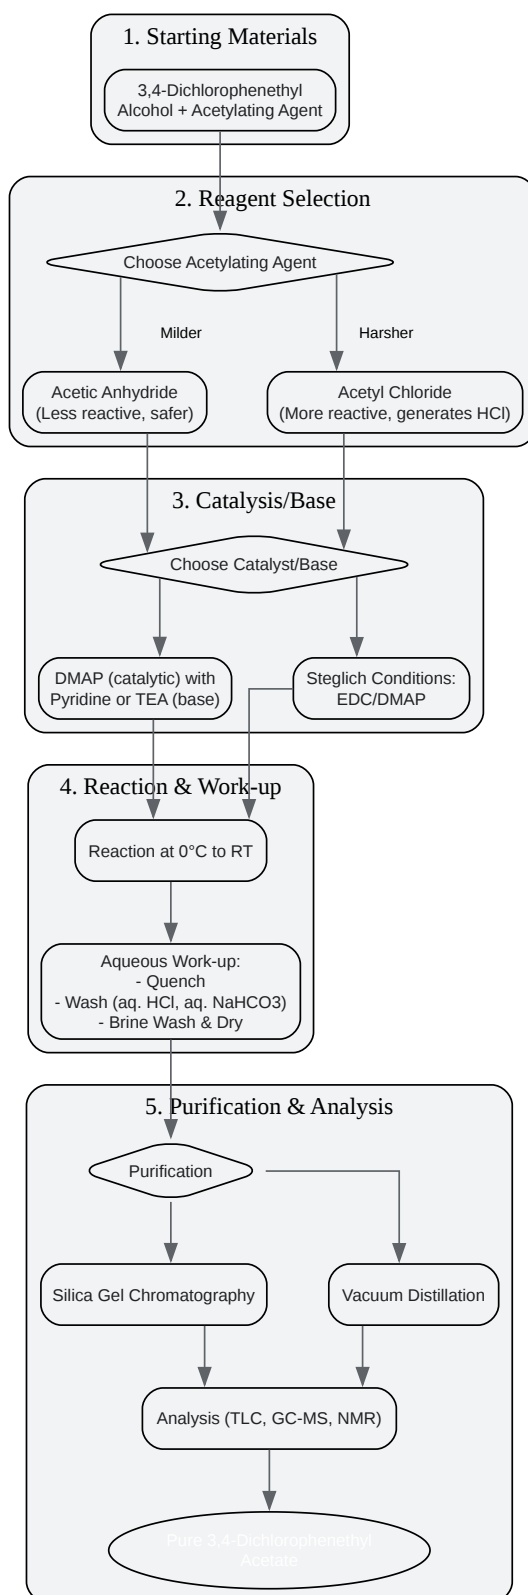 1. Starting Materials
3,4-Dichlorophenethyl
Alcohol + Acetylating Agent
2. Reagent Selection
Choose Acetylating Agent
Milder
Harsher
Acetic Anhydride
(Less reactive, safer)
Acetyl Chloride
(More reactive, generates HCl)
3. Catalysis/Base
Choose Catalyst/Base
DMAP (catalytic) with
Pyridine or TEA (base)
Steglich Conditions:
EDC/DMAP
4. Reaction & Work-up
Reaction at 0°C to RT
Aqueous Work-up:
- Quench
- Wash (aq. HCl, aq. NaHCO3)
- Brine Wash & Dry
5. Purification & Analysis
Purification
Silica Gel Chromatography
Vacuum Distillation
Analysis (TLC, GC-MS, NMR)
Pure 3,4-Dichlorophenethyl
Acetate